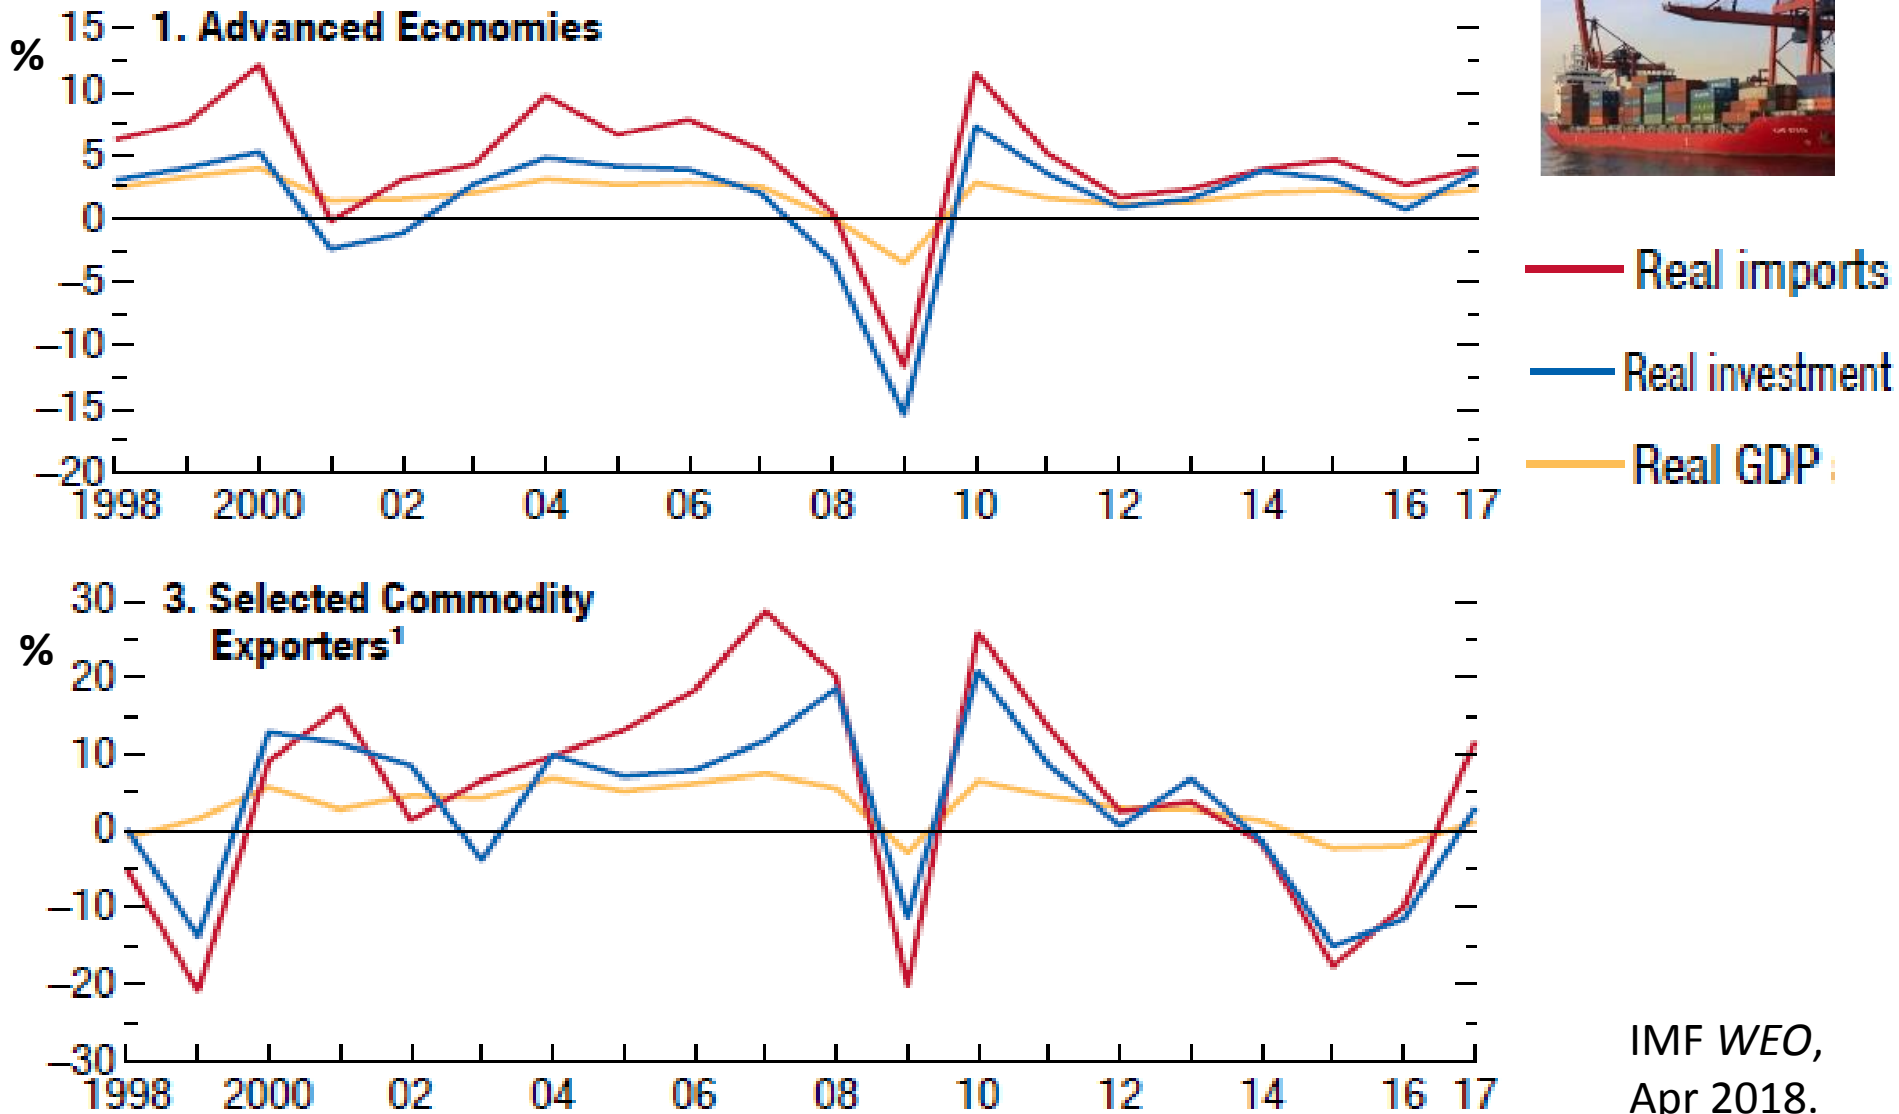 1. Advanced Economies
%
15
10
5
0
–5
–10
–15
–20
1998 2000 02 04 06 08 10 12 14 16 17
Real imports
Real investment
Real GDP
3. Selected Commodity
Exporters¹
%
30
20
10
0
–10
–20
–30
1998 2000 02 04 06 08 10 12 14 16 17
IMF WEO,
Apr 2018.